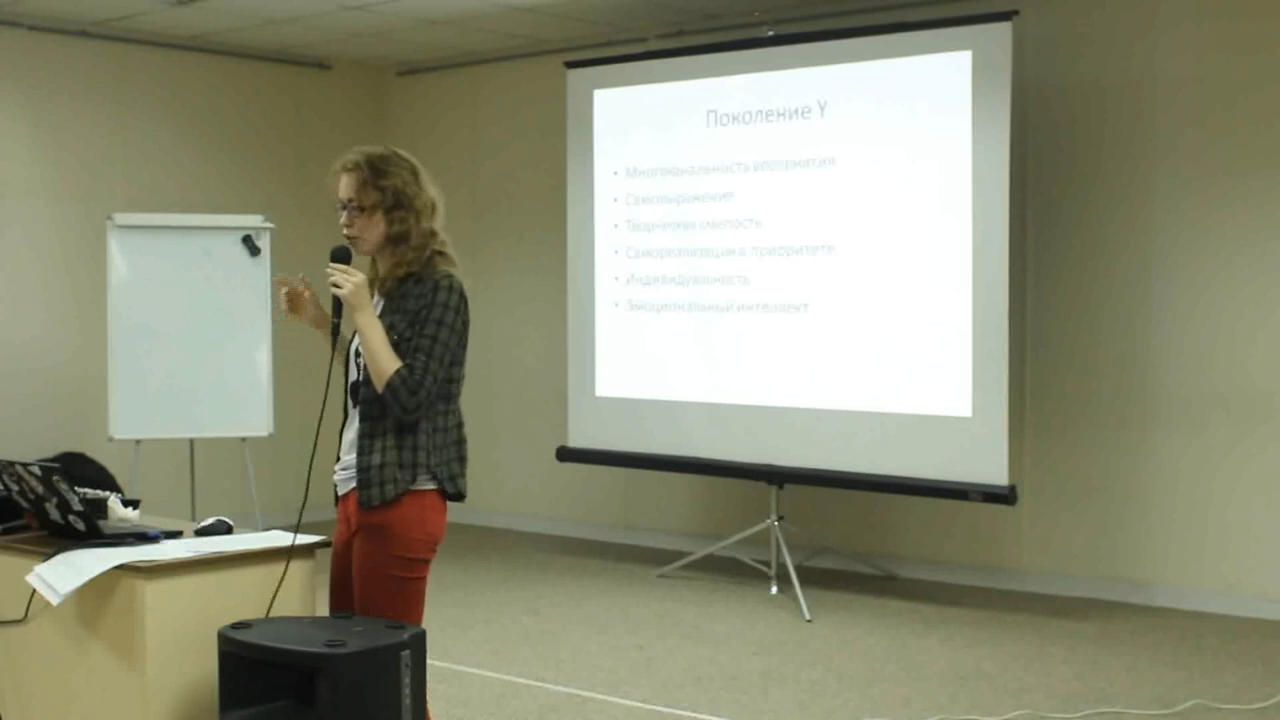 Поколение Y
• Многоканальность восприятия
• Самовыражение
• Творческая смелость
• Самореализация в приоритете
• Индивидуальность
• Эмоциональный интеллект